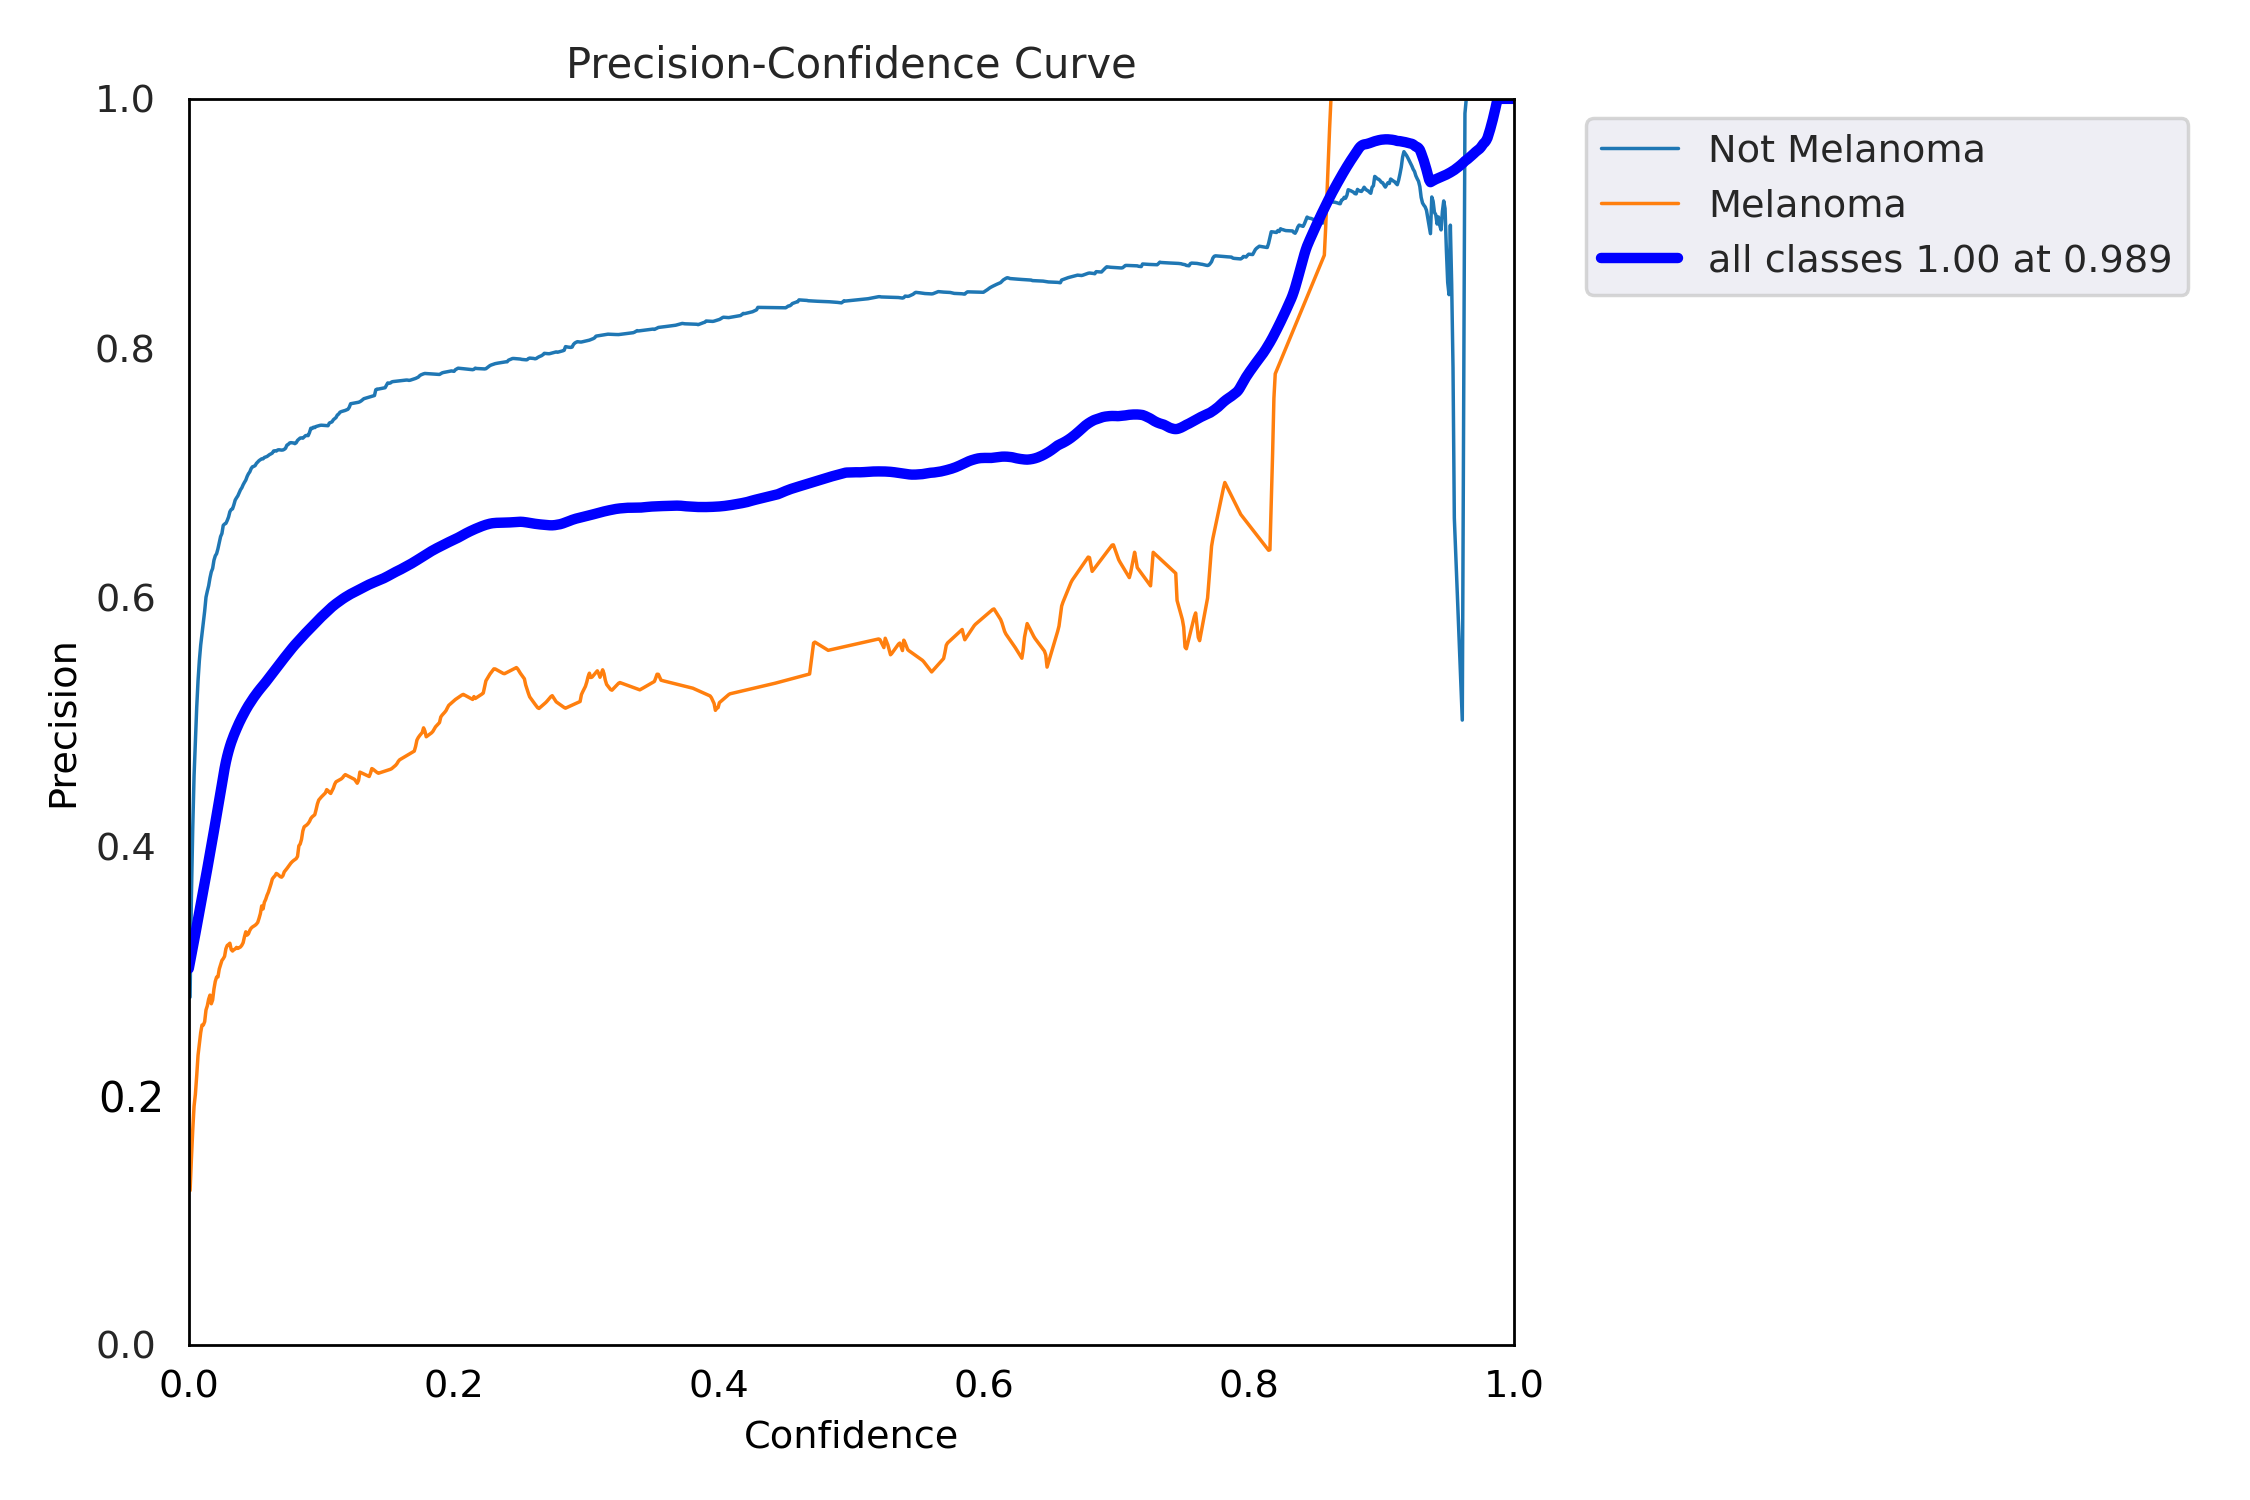 Precision-Confidence Curve
1.0
0.8
0.6
0.4
0.2
0.0
Precision
0.0 0.2 0.4 0.6 0.8 1.0
Confidence
Not Melanoma
Melanoma
all classes 1.00 at 0.989